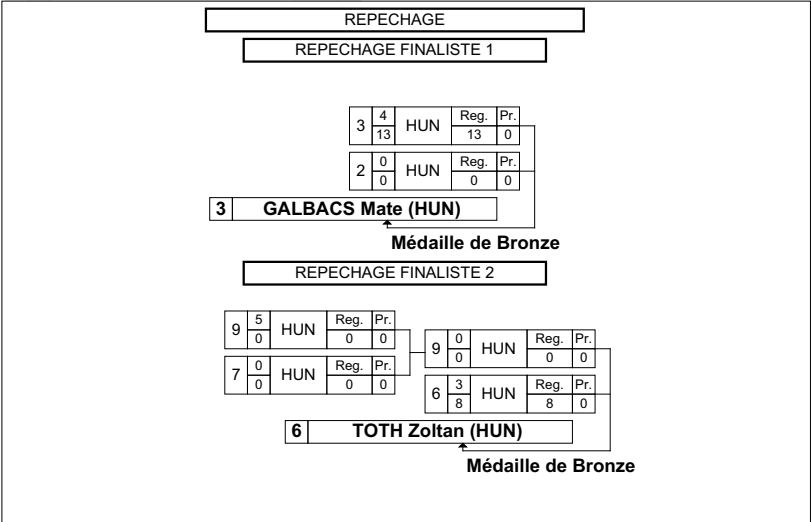 REPECHAGE
REPECHAGE FINALISTE 1
3 4 HUN Reg. Pr.
13 13 0
2 0 HUN Reg. Pr.
0 0 0
3 GALBACS Mate (HUN)
Médaille de Bronze
REPECHAGE FINALISTE 2
9 5 HUN Reg. Pr.
0 0 0
7 0 HUN Reg. Pr.
0 0 0
9 0 HUN Reg. Pr.
0 0 0
6 3 HUN Reg. Pr.
8 8 0
6 TOTH Zoltan (HUN)
Médaille de Bronze